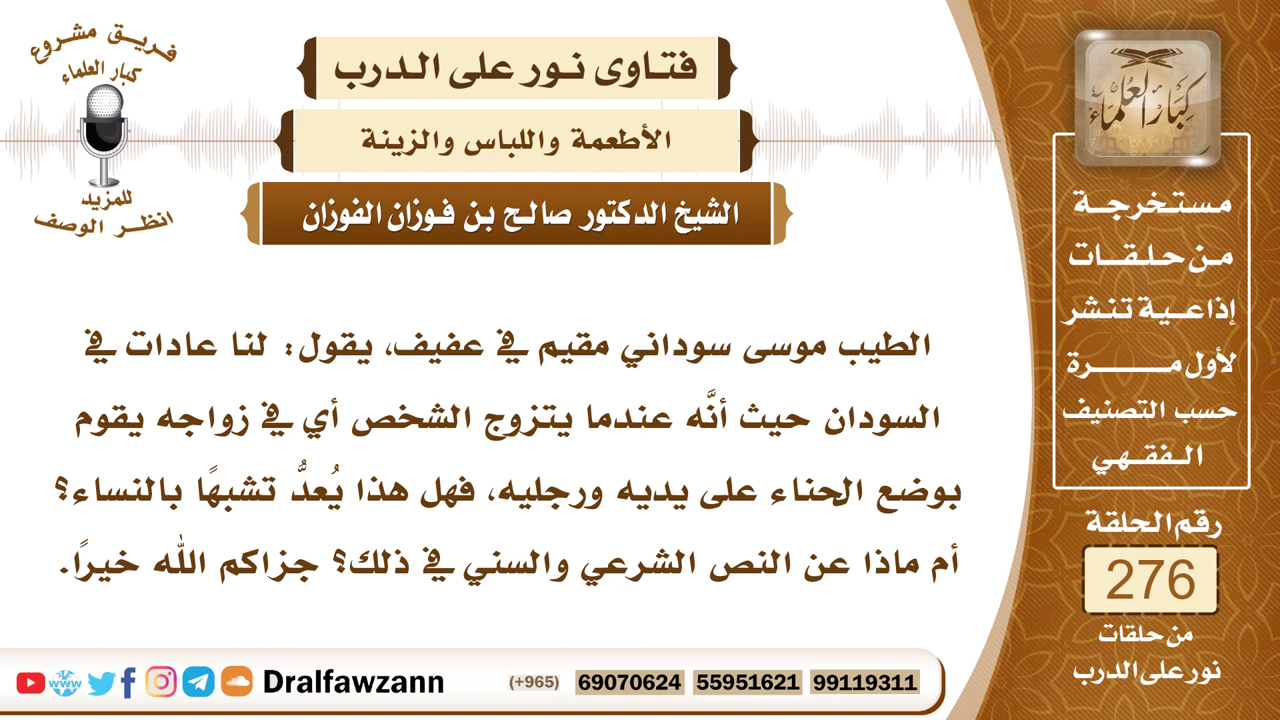 فريق مشروع
كبار العلماء
للمزيد
انظر الوصف
فتاوى نور على الدرب
الأطعمة واللباس والزينة
الشيخ الدكتور صالح بن فوزان الفوزان
الطيب موسى سوداني مقيم في عفيف، يقول: لنا عادات في
السودان حيث أنَّه عندما يتزوج الشخص أي في زواجه يقوم
بوضع الحناء على يديه ورجليه، فهل هذا يُعدُّ تشبهًا بالنساء؟
أم ماذا عن النص الشرعي والسني في ذلك؟ جزاكم الله خيرًا.
كبار العلماء
مستخرجة
من حلقات
إذاعية تنشر
لأول مرة
حسب التصنيف
الفقهي
رقم الحلقة
276
من حلقات
نور على الدرب
www
Dralfawzann
(+965) 69070624 55951621 99119311